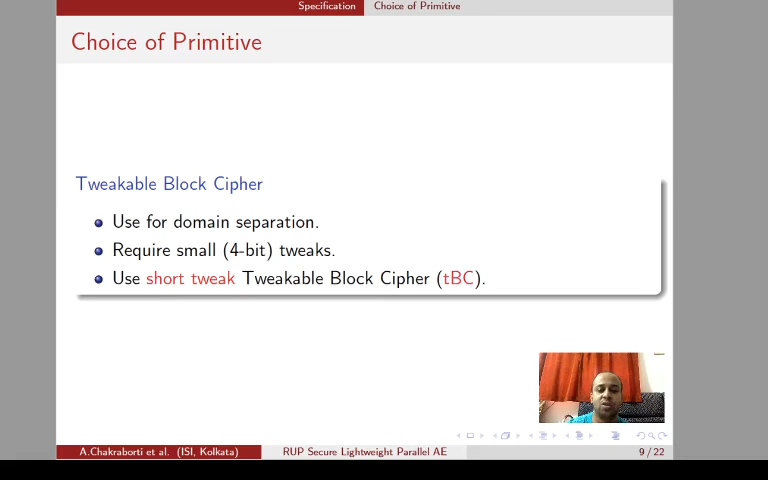 Specification Choice of Primitive
Choice of Primitive
Tweakable Block Cipher
Use for domain separation.
Require small (4-bit) tweaks.
Use short tweak Tweakable Block Cipher (tBC).
A.Chakraborti et al. (ISI, Kolkata) RUP Secure Lightweight Parallel AE 9 / 22